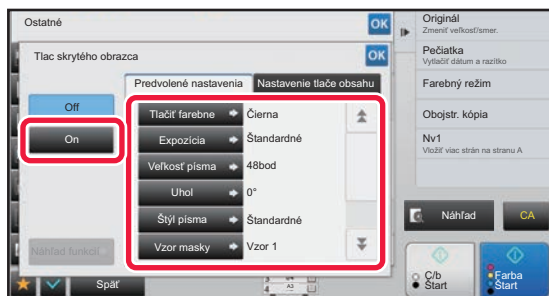 Ostatné
OK
Tlac skrytého obrazca
OK
Predvolené nastavenia
Nastavenie tlače obsahu
Off
On
Tlačiť farebne
Čierna
Expozícia
Štandardné
Veľkosť písma
48bod
Uhol
0°
Štýl písma
Štandardné
Vzor masky
Vzor 1
Náhľad funkcií
Späť
A3
Originál
Zmeniť veľkosť/smer.
Pečiatka
Vytlačiť dátum a razítko
Farebný režim
Obojstr. kópia
Nv1
Vložiť viac strán na stranu A
Náhľad
CA
Č/b
Štart
Farba
Štart